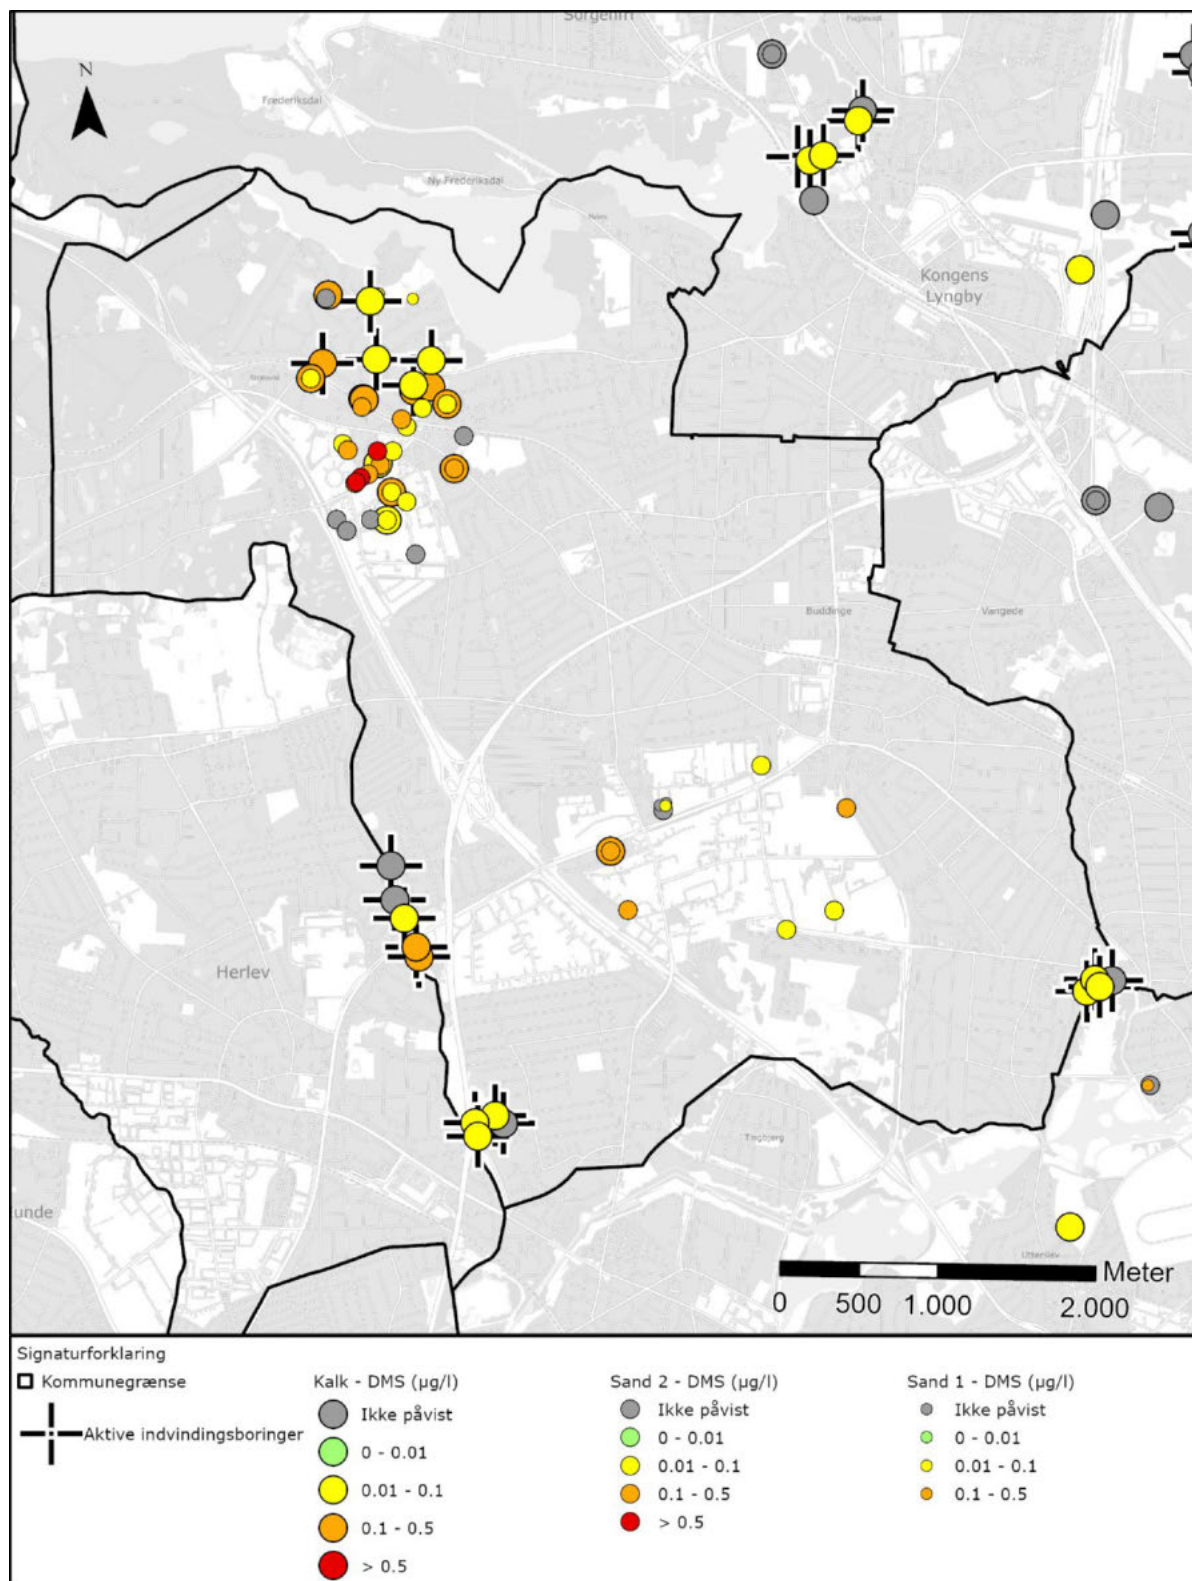 Sorgenfri
Fuglevad
N
Frederiksdal
Ny Frederiksdal
Kongens
Lyngby
Buddinge
Vangede
Herlev
Tingbjerg
unde
Utterslev
Meter
0 500 1.000 2.000
Signaturforklaring
Kommunegrænse
Aktive indvindingsboringer
Kalk - DMS (µg/l)
Ikke påvist
0 - 0.01
0.01 - 0.1
0.1 - 0.5
> 0.5
Sand 2 - DMS (µg/l)
Ikke påvist
0 - 0.01
0.01 - 0.1
0.1 - 0.5
> 0.5
Sand 1 - DMS (µg/l)
Ikke påvist
0 - 0.01
0.01 - 0.1
0.1 - 0.5